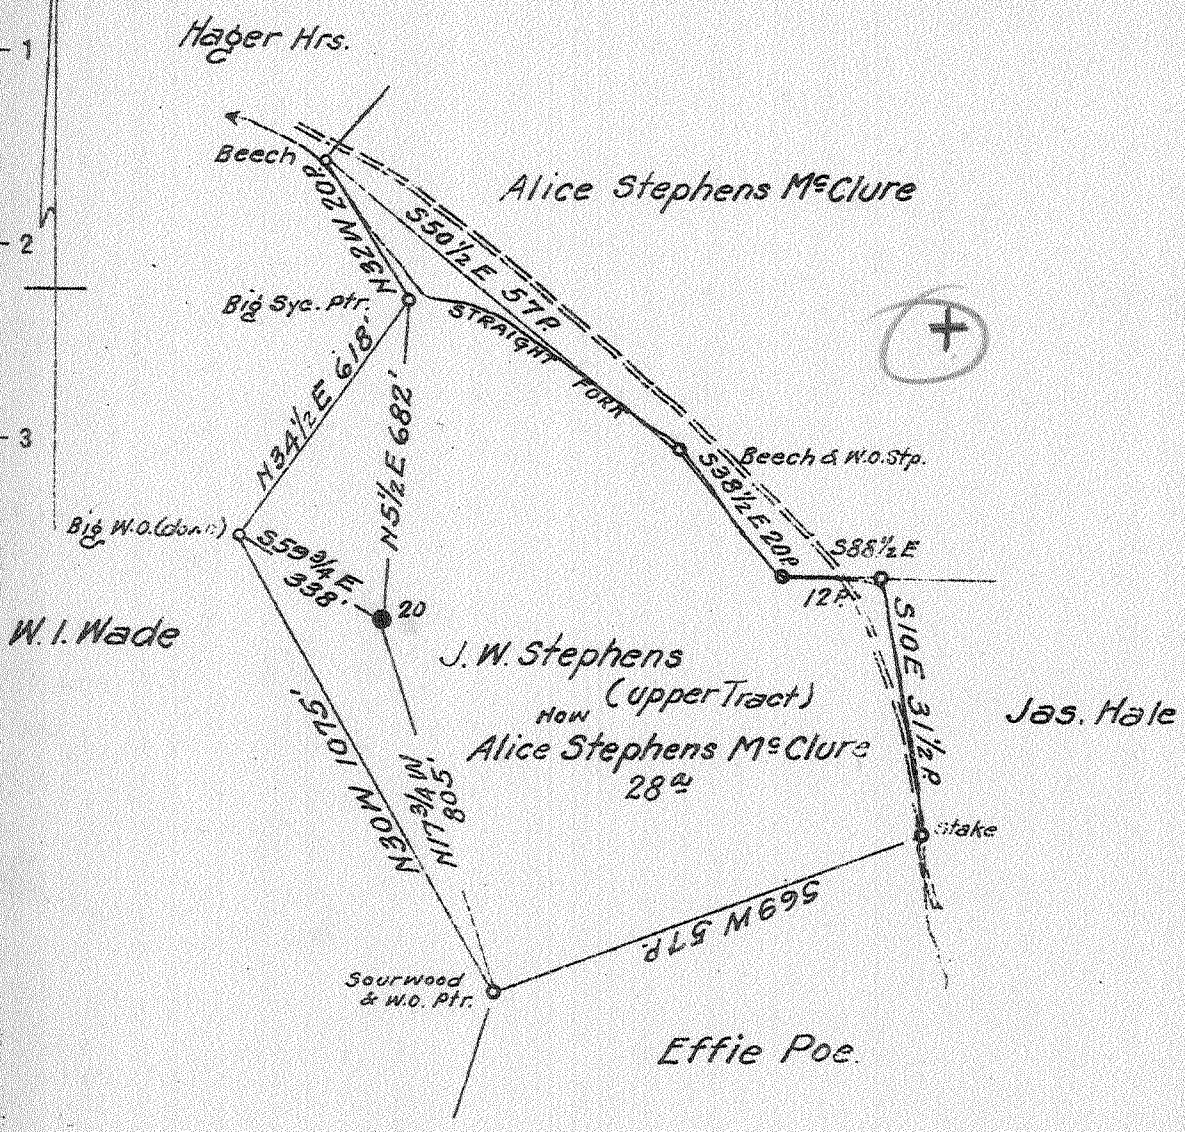 1
Hager Hrs.
Beech
Alice Stephens McClure
N32W 20P.
S50½E 57P.
2
Big Syc. Ptr.
STRAIGHT FORK
N34½E 618'
N5½E 682'
3
Beech & W.O. Stp.
S38½E 20P.
Big W.O.
S59¾E
338'
S88½E
12P.
20
W.I. Wade
J.W. Stephens
(Upper Tract)
Now
Alice Stephens McClure
28 a
S10E 31½P.
Jas. Hale
N30W 1075'
N17¾W
805'
Stake
S69W 57P.
Sourwood
& W.O. Ptr.
Effie Poe.